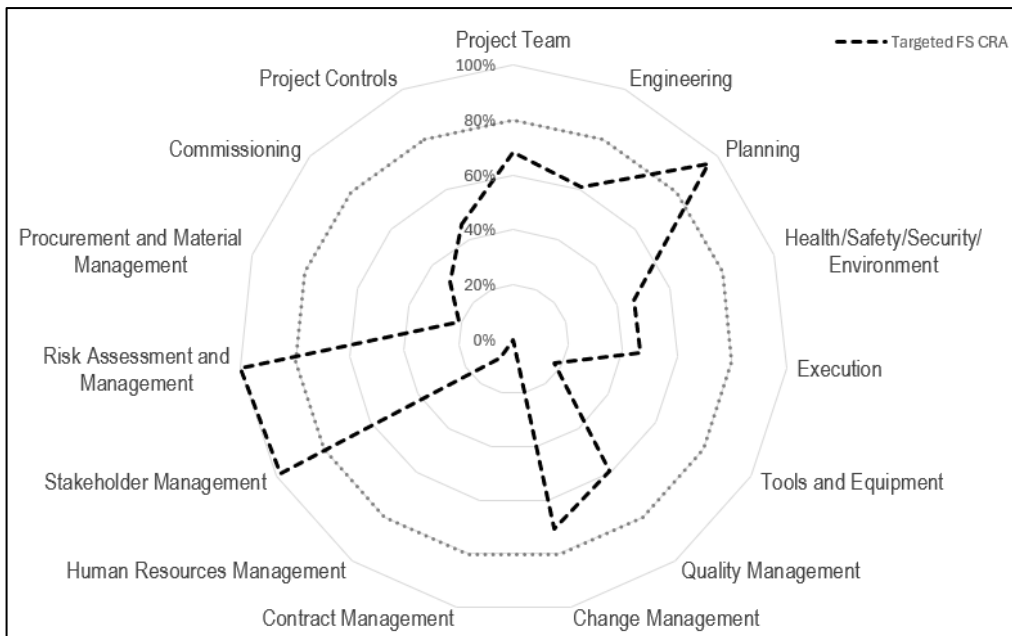 Project Team
Targeted FS CRA
100%
Project Controls
Engineering
80%
Commissioning
Planning
60%
40%
Procurement and Material
Management
Health/Safety/Security/
Environment
20%
0%
Risk Assessment and
Management
Execution
Stakeholder Management
Tools and Equipment
Human Resources Management
Quality Management
Contract Management
Change Management